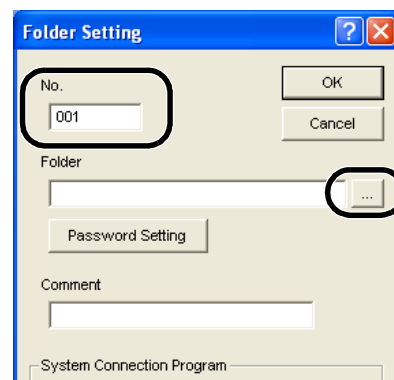 Folder Setting
No.
OK
001
Cancel
Folder
...
Password Setting
Comment
System Connection Program